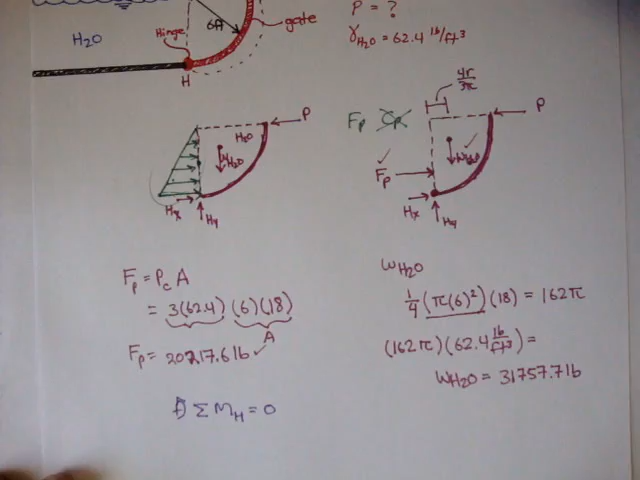 P = ?
H₂O
Hinge
6ft
gate
γH₂O = 62.4 lb/ft³
H
4r/3π
P
H₂O
WH₂O
Hx
Hy
Fp
P
WH₂O
Fp
Hx
Hy
Fp = Pc A
= 3(62.4) (6)(18)
A
Fp = 20217.6 lb ✓
ΣMH = 0
WH₂O
1/4 (π(6)²)(18) = 162π
(162π)(62.4 lb/ft³) =
WH₂O = 31757.7 lb